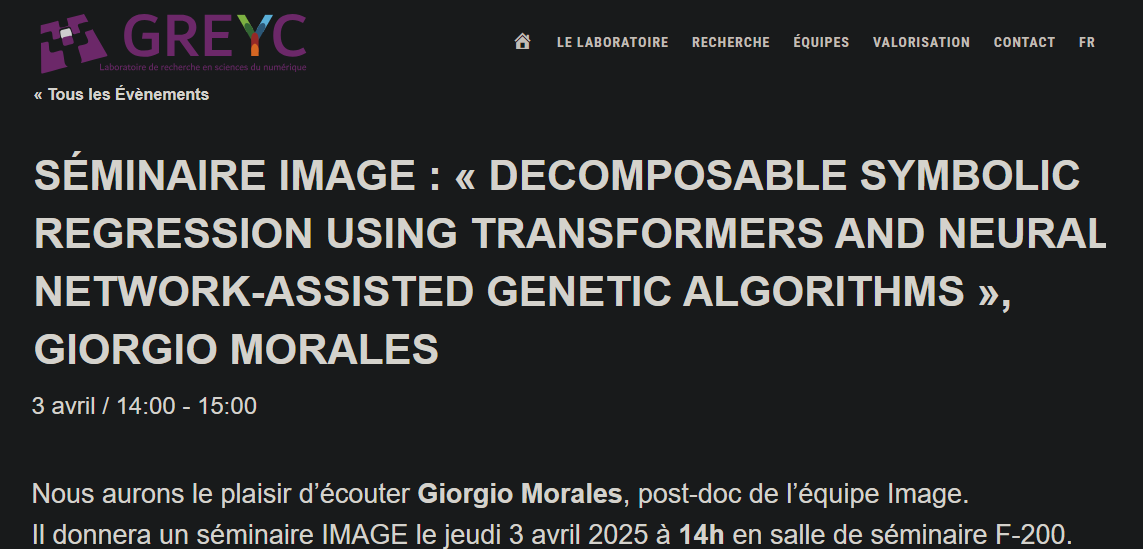 GREYC
Laboratoire de recherche en sciences du numérique
LE LABORATOIRE RECHERCHE ÉQUIPES VALORISATION CONTACT FR
« Tous les Évènements
SÉMINAIRE IMAGE : « DECOMPOSABLE SYMBOLIC
REGRESSION USING TRANSFORMERS AND NEURAL
NETWORK-ASSISTED GENETIC ALGORITHMS »,
GIORGIO MORALES
3 avril / 14:00 - 15:00
Nous aurons le plaisir d’écouter Giorgio Morales, post-doc de l’équipe Image.
Il donnera un séminaire IMAGE le jeudi 3 avril 2025 à 14h en salle de séminaire F-200.